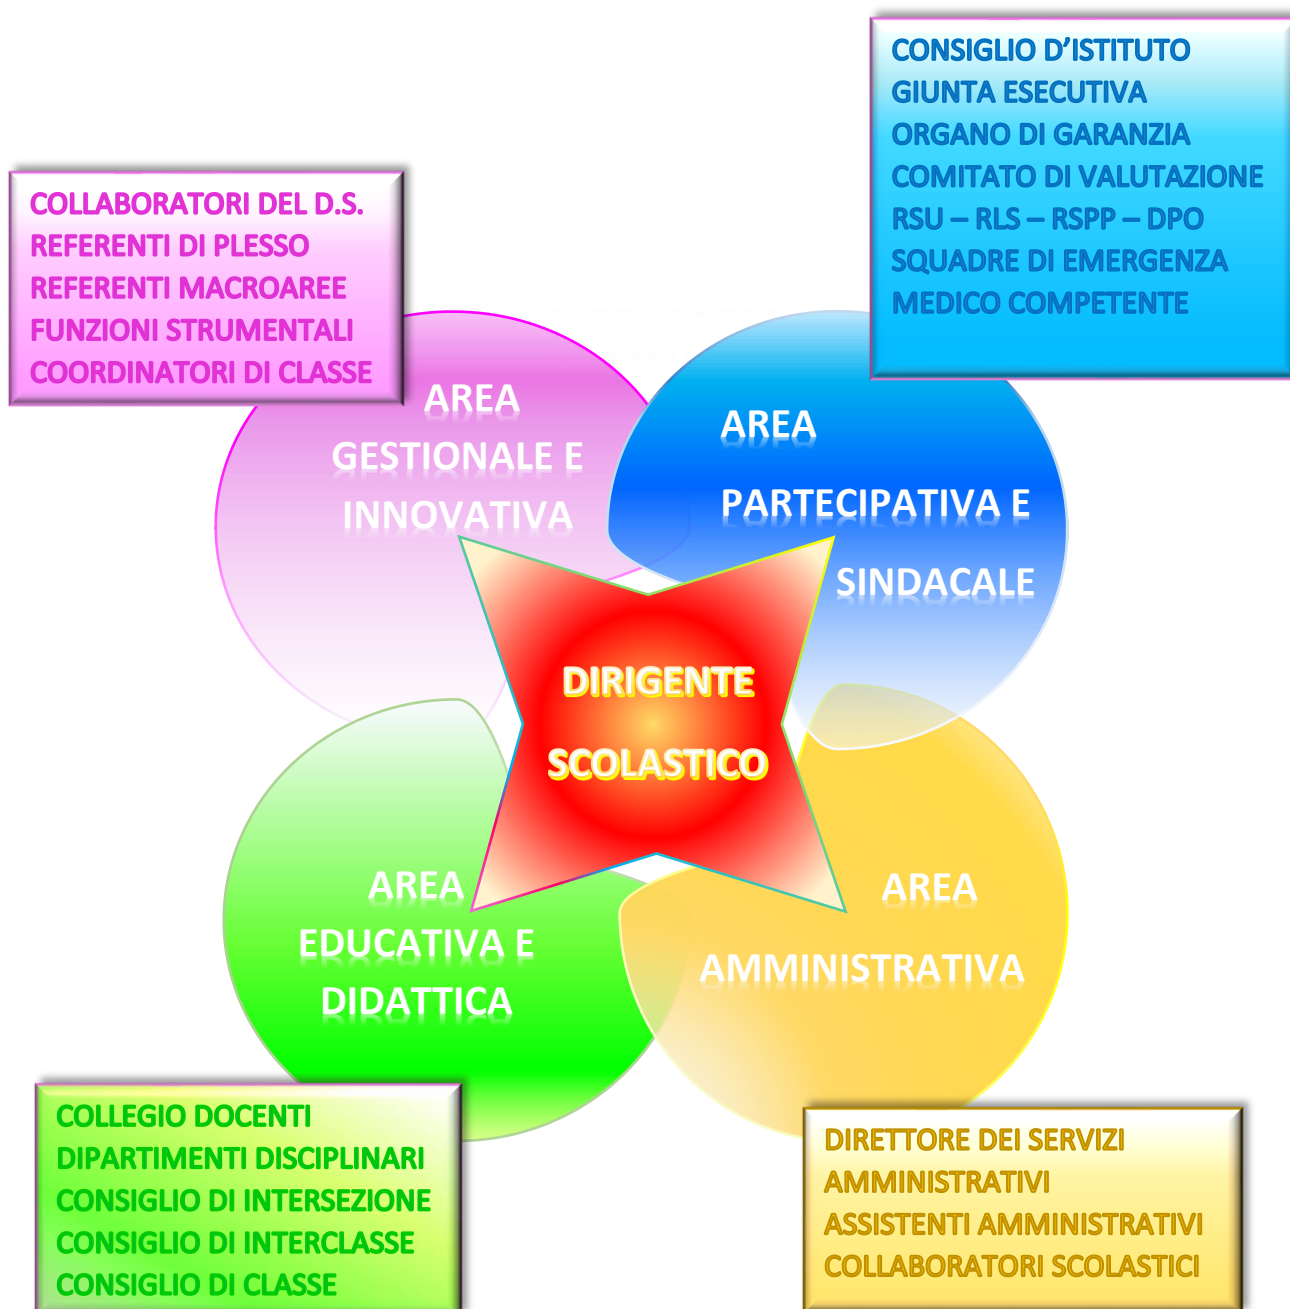 CONSIGLIO D’ISTITUTO
GIUNTA ESECUTIVA
ORGANO DI GARANZIA
COMITATO DI VALUTAZIONE
RSU – RLS – RSPP – DPO
SQUADRE DI EMERGENZA
MEDICO COMPETENTE
COLLABORATORI DEL D.S.
REFERENTI DI PLESSO
REFERENTI MACROAREE
FUNZIONI STRUMENTALI
COORDINATORI DI CLASSE
AREA
GESTIONALE E
INNOVATIVA
AREA
PARTECIPATIVA E
SINDACALE
DIRIGENTE
SCOLASTICO
AREA
EDUCATIVA E
DIDATTICA
AREA
AMMINISTRATIVA
COLLEGIO DOCENTI
DIPARTIMENTI DISCIPLINARI
CONSIGLIO DI INTERSEZIONE
CONSIGLIO DI INTERCLASSE
CONSIGLIO DI CLASSE
DIRETTORE DEI SERVIZI
AMMINISTRATIVI
ASSISTENTI AMMINISTRATIVI
COLLABORATORI SCOLASTICI